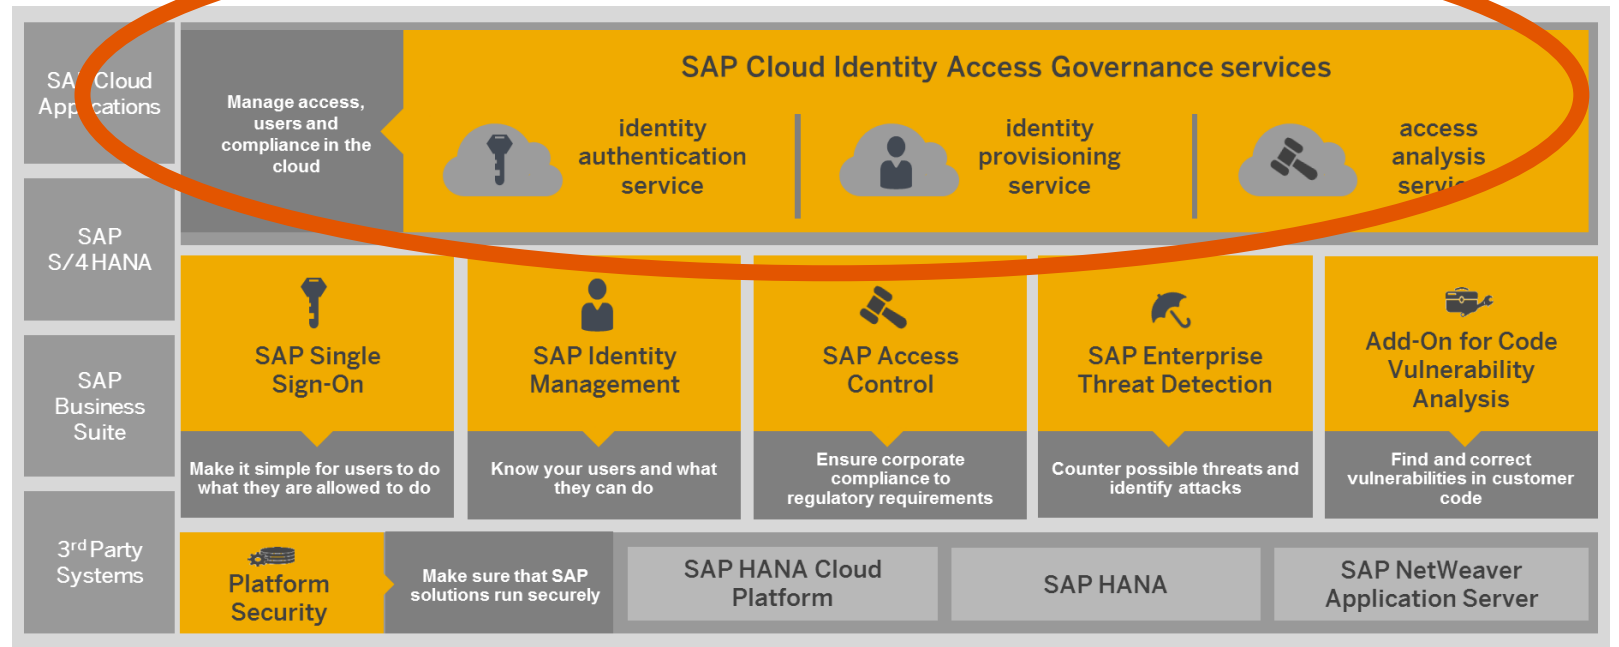 SAP Cloud
Applications
SAP
S/4HANA
SAP
Business
Suite
3rd Party
Systems
Manage access,
users and
compliance in the
cloud
SAP Cloud Identity Access Governance services
identity
authentication
service
identity
provisioning
service
access
analysis
service
SAP Single
Sign-On
Make it simple for users to do
what they are allowed to do
SAP Identity
Management
Know your users and what
they can do
SAP Access
Control
Ensure corporate
compliance to
regulatory requirements
SAP Enterprise
Threat Detection
Counter possible threats and
identify attacks
Add-On for Code
Vulnerability
Analysis
Find and correct
vulnerabilities in customer
code
Platform
Security
Make sure that SAP
solutions run securely
SAP HANA Cloud
Platform
SAP HANA
SAP NetWeaver
Application Server